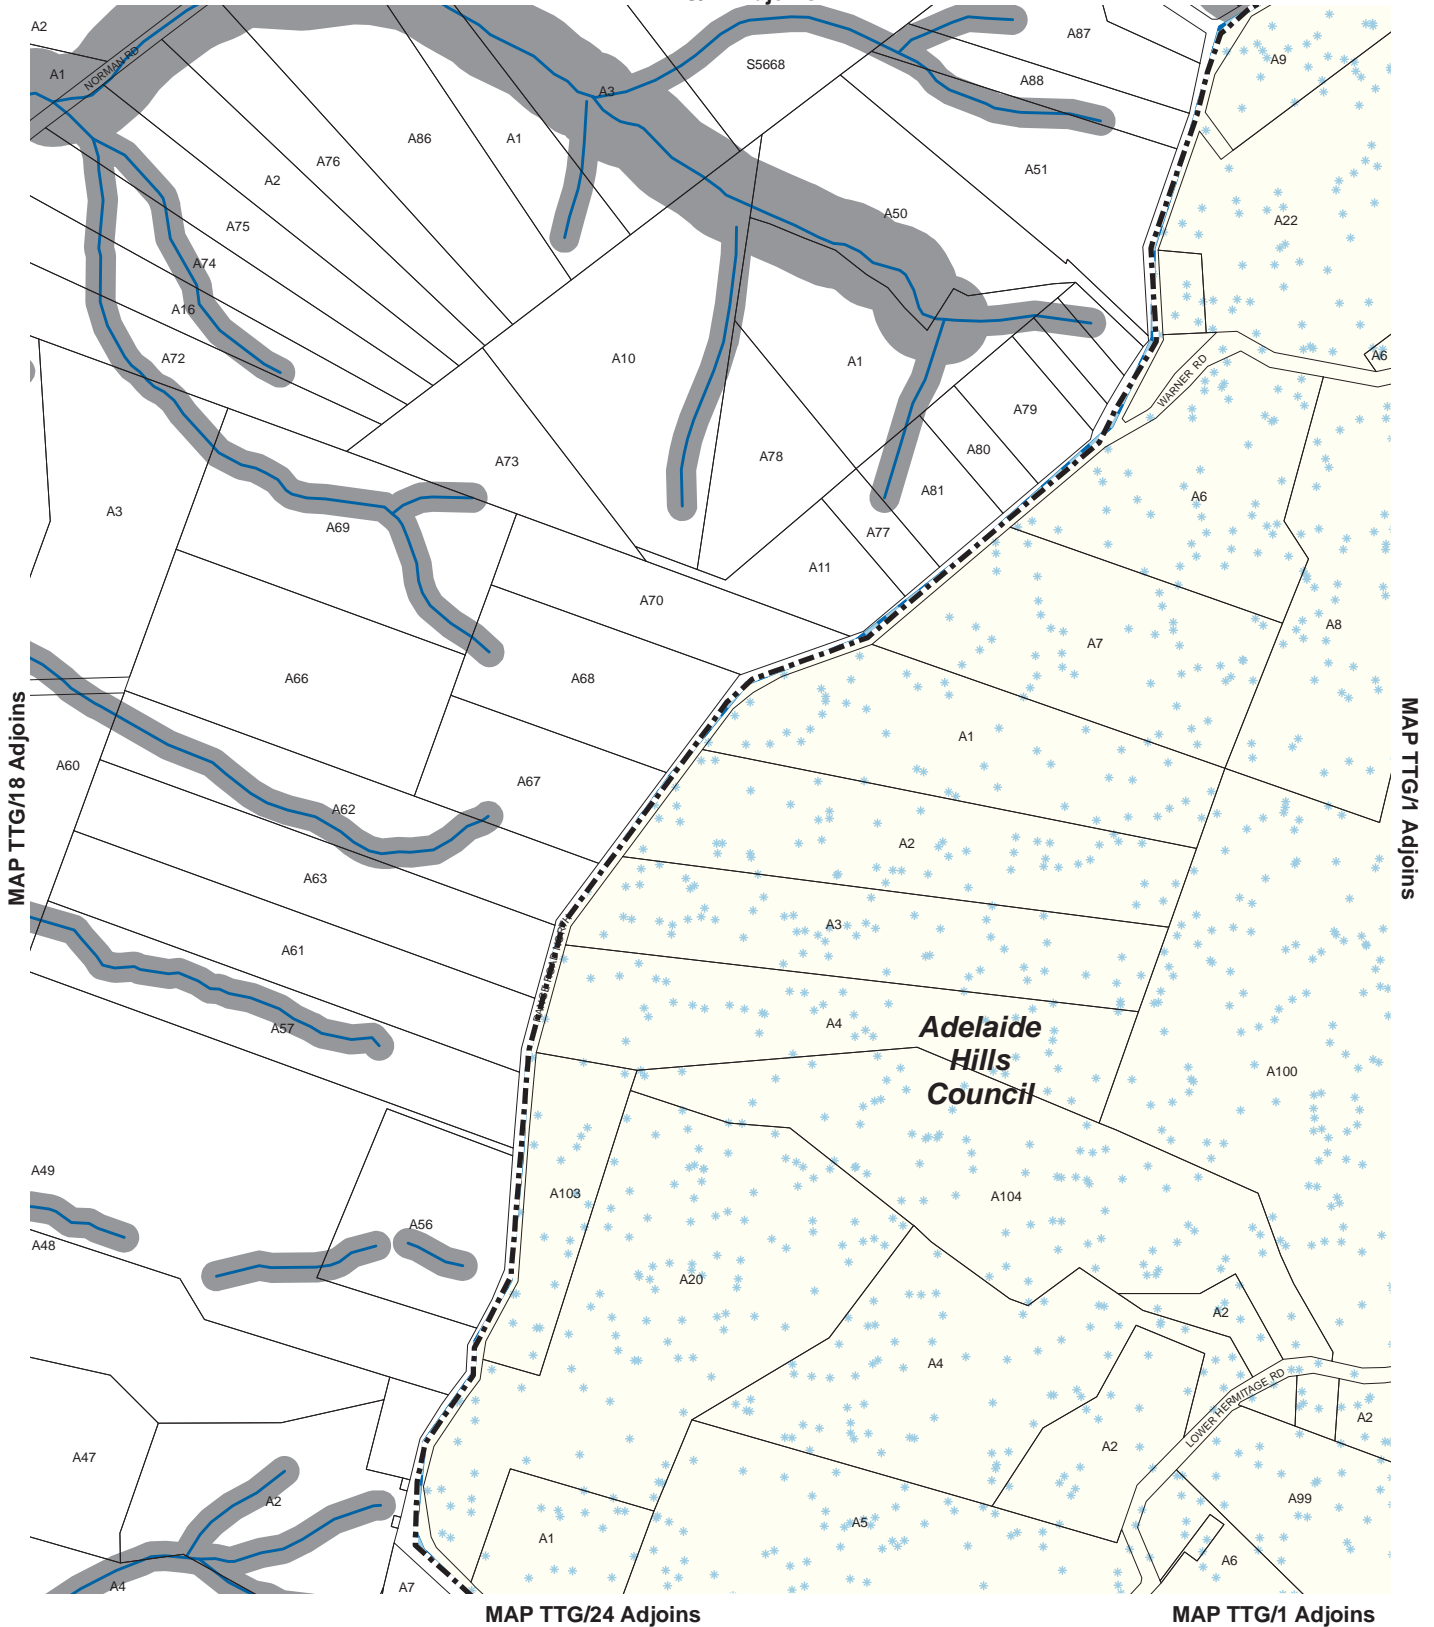 A2
A1
NORMAN RD
A3
S5668
A87
A88
A9
A86
A1
A76
A2
A51
A75
A50
A22
A74
A16
A72
A10
A1
A6
WARNER RD
A79
A73
A78
A80
A81
A6
A3
A69
A77
A11
A70
A7
A8
A66
A68
A1
MAP TTG/18 Adjoins
MAP TTG/1 Adjoins
A60
A67
A62
A2
A63
A3
A61
A57
A4
Adelaide
Hills
Council
A100
A49
A48
A56
A103
A104
A20
A2
A4
LOWER HERMITAGE RD
A2
A2
A47
A2
A99
A1
A5
A6
A4
A7
MAP TTG/24 Adjoins
MAP TTG/1 Adjoins